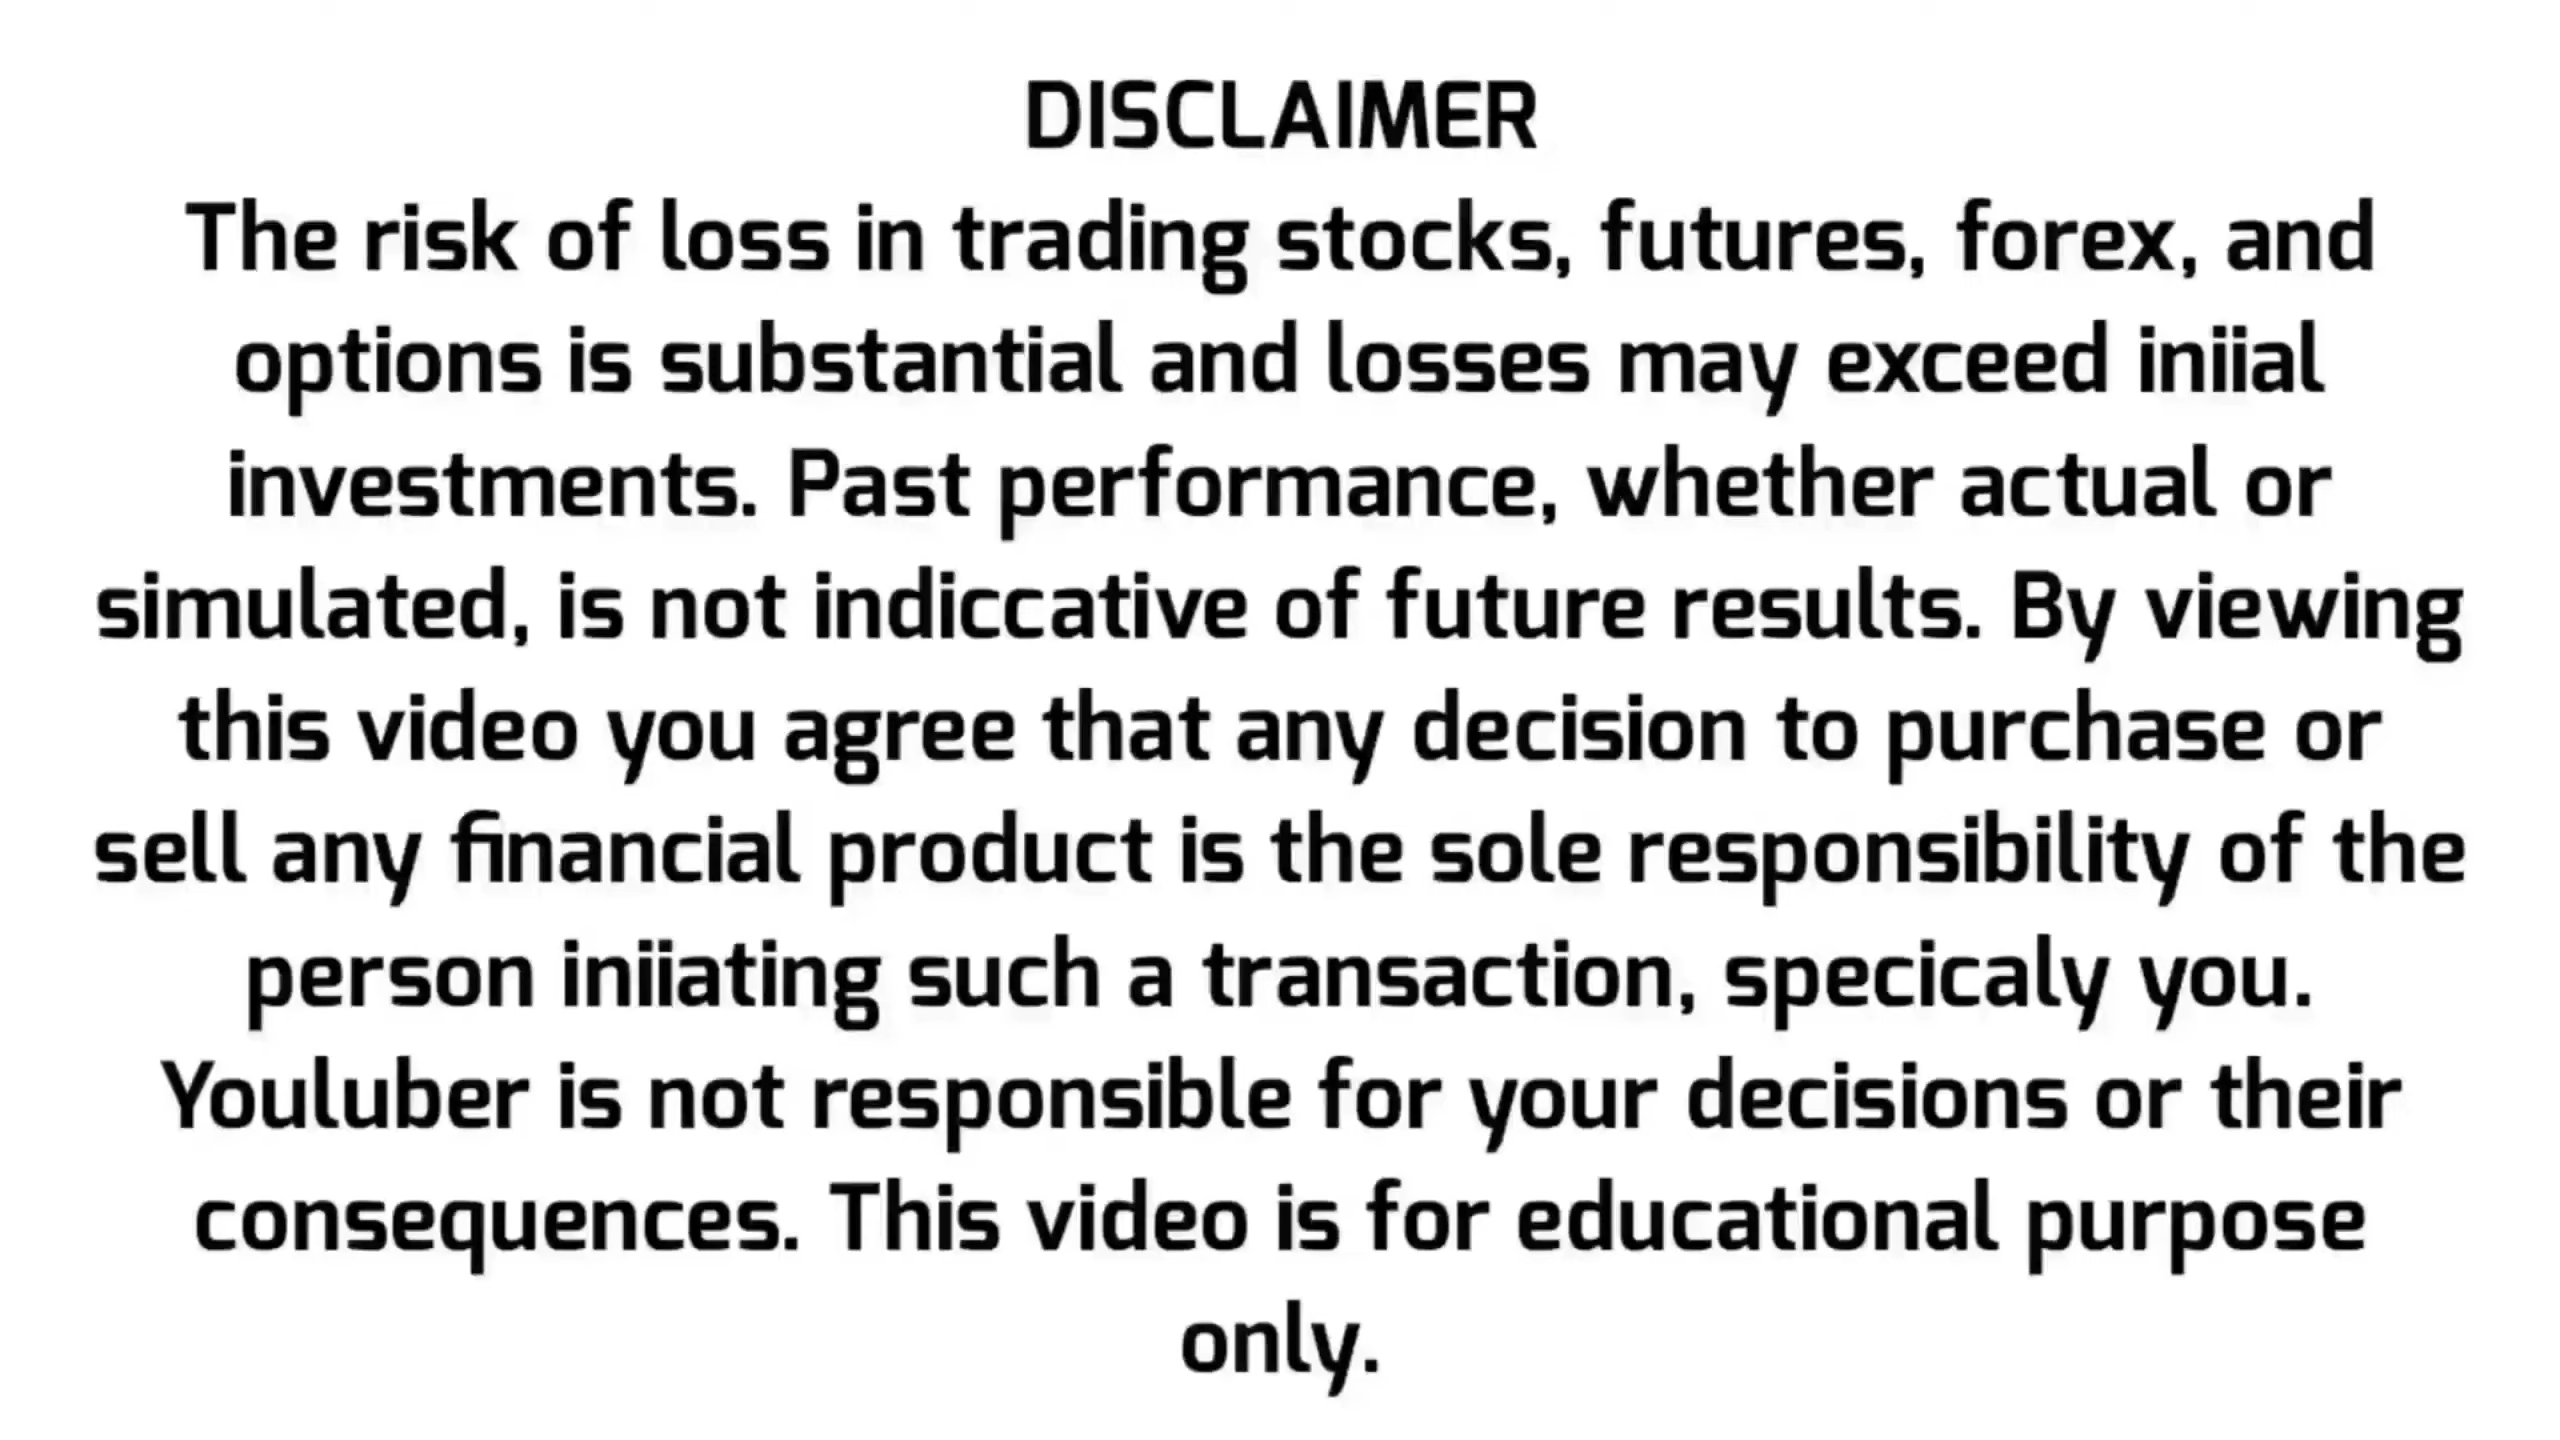 DISCLAIMER
The risk of loss in trading stocks, futures, forex, and
options is substantial and losses may exceed iniial
investments. Past performance, whether actual or
simulated, is not indiccative of future results. By viewing
this video you agree that any decision to purchase or
sell any financial product is the sole responsibility of the
person iniiating such a transaction, specicaly you.
Youluber is not responsible for your decisions or their
consequences. This video is for educational purpose
only.